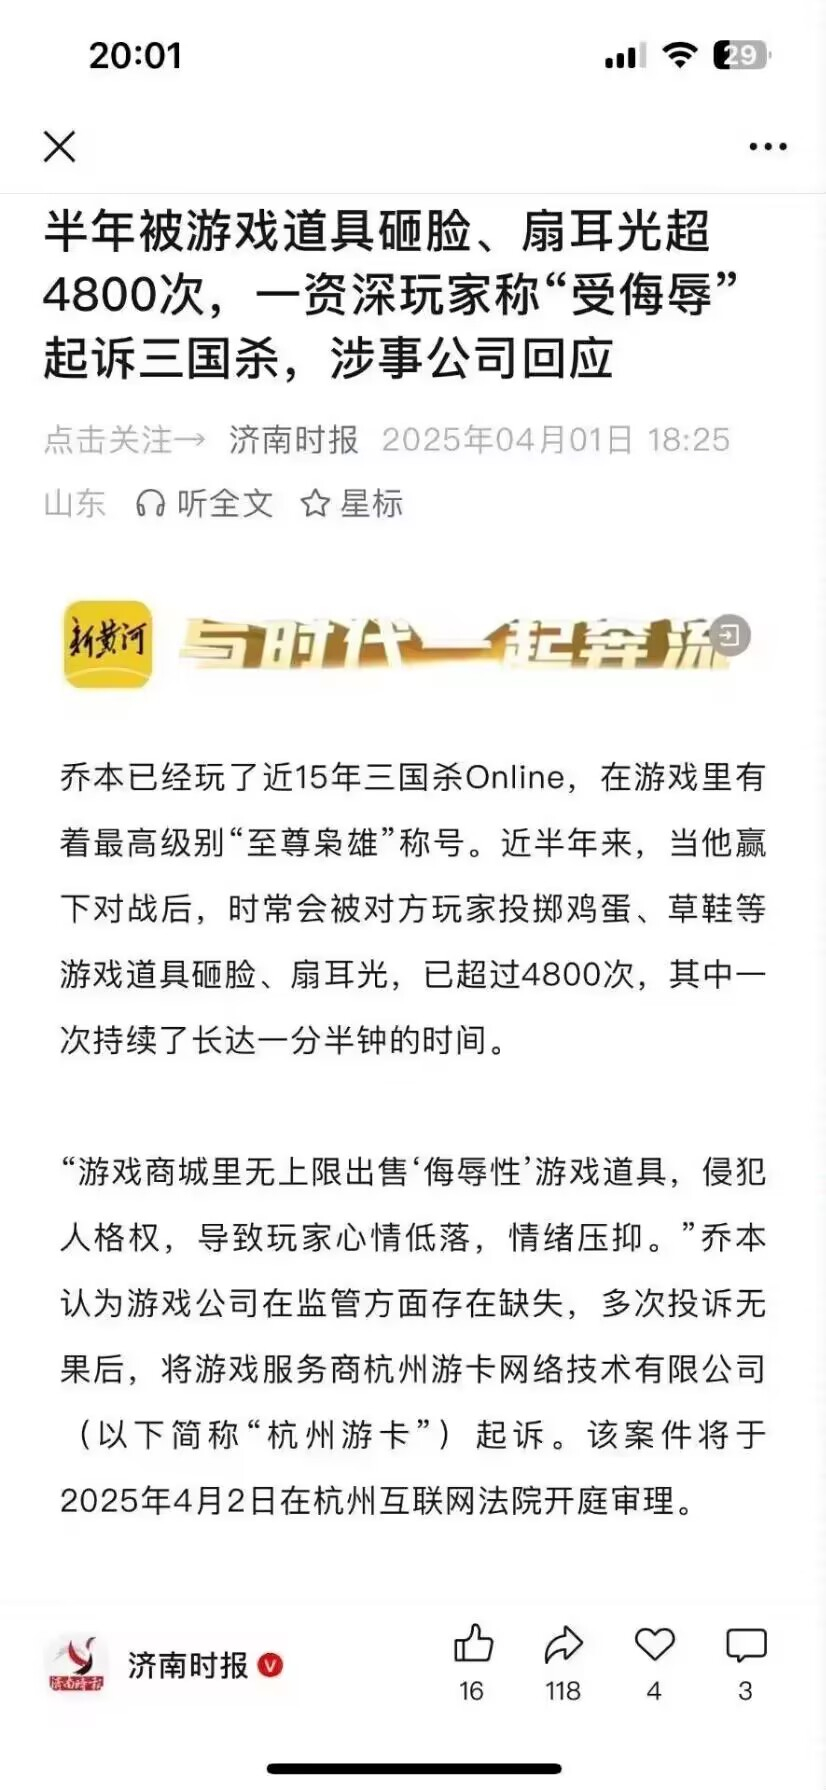 20:01
29
半年被游戏道具砸脸、扇耳光超
4800次，一资深玩家称“受侮辱”
起诉三国杀，涉事公司回应
点击关注→ 济南时报 2025年04月01日 18:25
山东 听全文 星标
新黄河
与时代一起奔流
乔本已经玩了近15年三国杀Online，在游戏里有
着最高级别“至尊枭雄”称号。近半年来，当他赢
下对战后，时常会被对方玩家投掷鸡蛋、草鞋等
游戏道具砸脸、扇耳光，已超过4800次，其中一
次持续了长达一分半钟的时间。
“游戏商城里无上限出售‘侮辱性’游戏道具，侵犯
人格权，导致玩家心情低落，情绪压抑。”乔本
认为游戏公司在监管方面存在缺失，多次投诉无
果后，将游戏服务商杭州游卡网络技术有限公司
（以下简称“杭州游卡”）起诉。该案件将于
2025年4月2日在杭州互联网法院开庭审理。
济南时报
济南时报
16 118 4 3